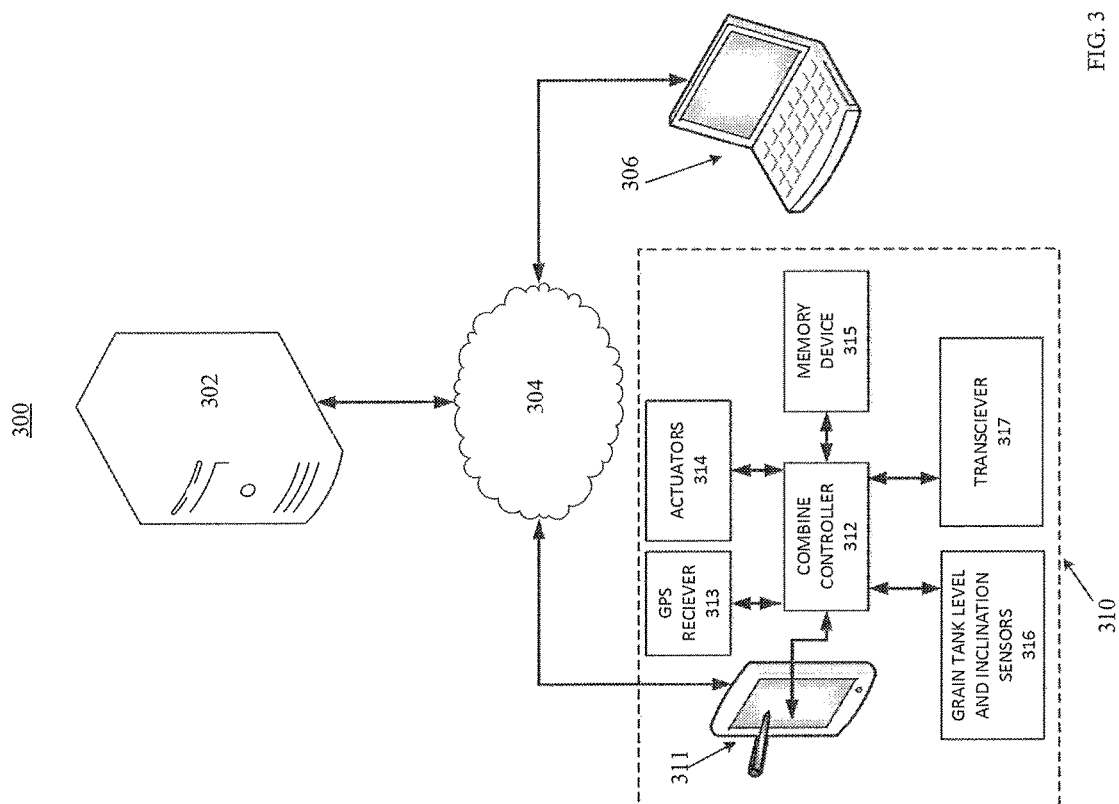 300
302
304
306
GPS
RECIEVER
313
ACTUATORS
314
COMBINE
CONTROLLER
312
MEMORY
DEVICE
315
311
GRAIN TANK LEVEL
AND INCLINATION
SENSORS
316
TRANSCIEVER
317
310
FIG. 3